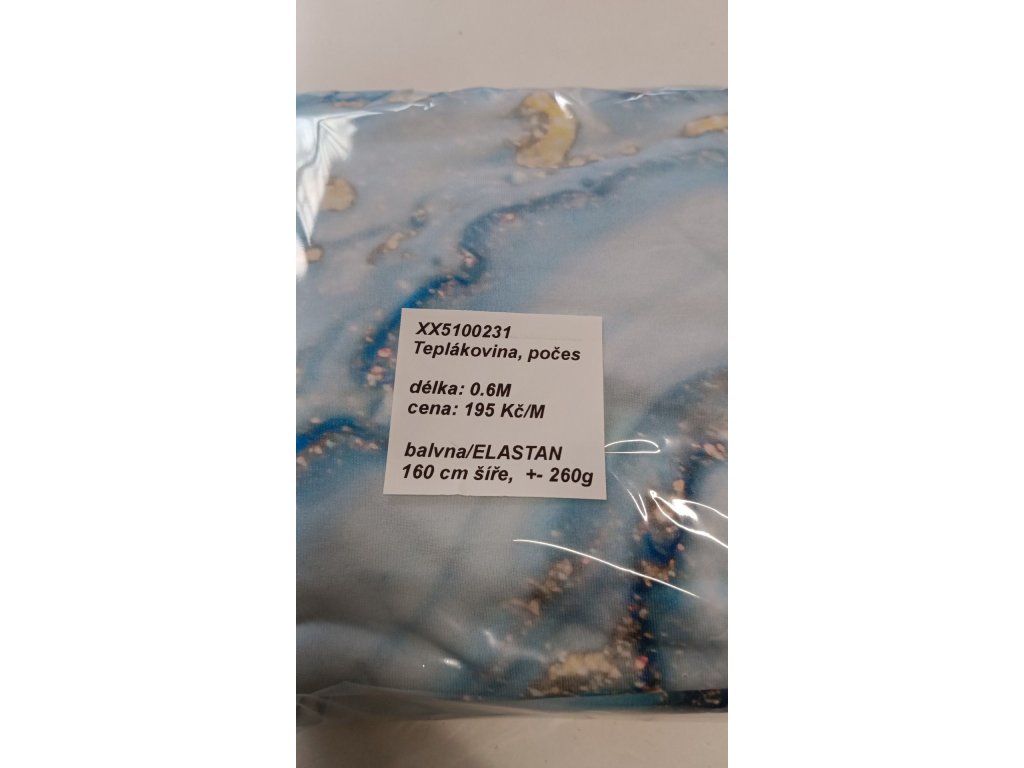 XX5100231
Teplákovina, počes
délka: 0.6M
cena: 195 Kč/M
balvna/ELASTAN
160 cm šíře, +- 260g